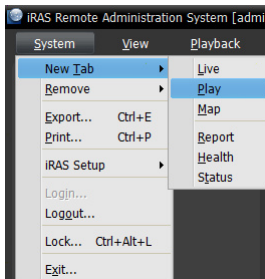 iRAS Remote Administration System [admi
System View Playback
New Tab Live
Remove Play
Map
Export... Ctrl+E
Print... Ctrl+P Report
Health
iRAS Setup Status
Login...
Logout...
Lock... Ctrl+Alt+L
Exit...